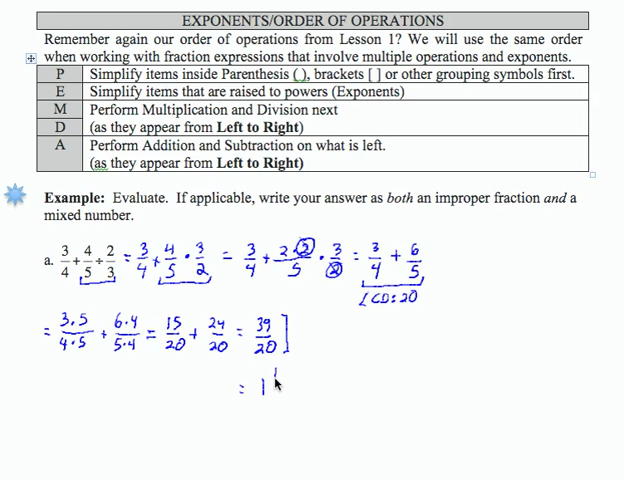 EXPONENTS/ORDER OF OPERATIONS
Remember again our order of operations from Lesson 1? We will use the same order
when working with fraction expressions that involve multiple operations and exponents.
P Simplify items inside Parenthesis ( ), brackets [ ] or other grouping symbols first.
E Simplify items that are raised to powers (Exponents)
M Perform Multiplication and Division next
D (as they appear from Left to Right)
A Perform Addition and Subtraction on what is left.
(as they appear from Left to Right)
Example: Evaluate. If applicable, write your answer as both an improper fraction and a
mixed number.
a. 3/4 + 4/5 ÷ 2/3 = 3/4 + 4/5 · 3/2 = 3/4 + 2·2/5 · 3/2 = 3/4 + 6/5
LCD: 20
= 3·5/4·5 + 6·4/5·4 = 15/20 + 24/20 = 39/20 ]
= 1 1